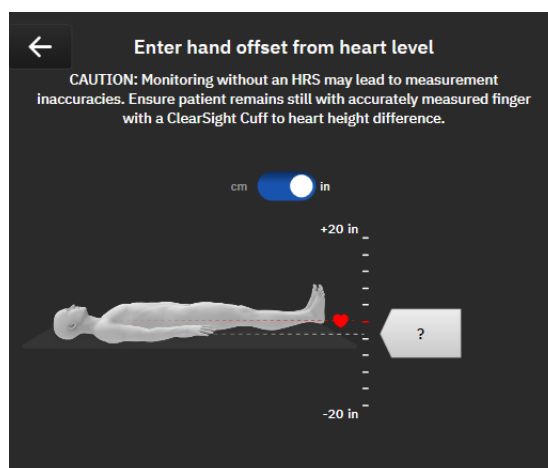 Enter hand offset from heart level
CAUTION: Monitoring without an HRS may lead to measurement
inaccuracies. Ensure patient remains still with accurately measured finger
with a ClearSight Cuff to heart height difference.
cm in
+20 in
?
-20 in